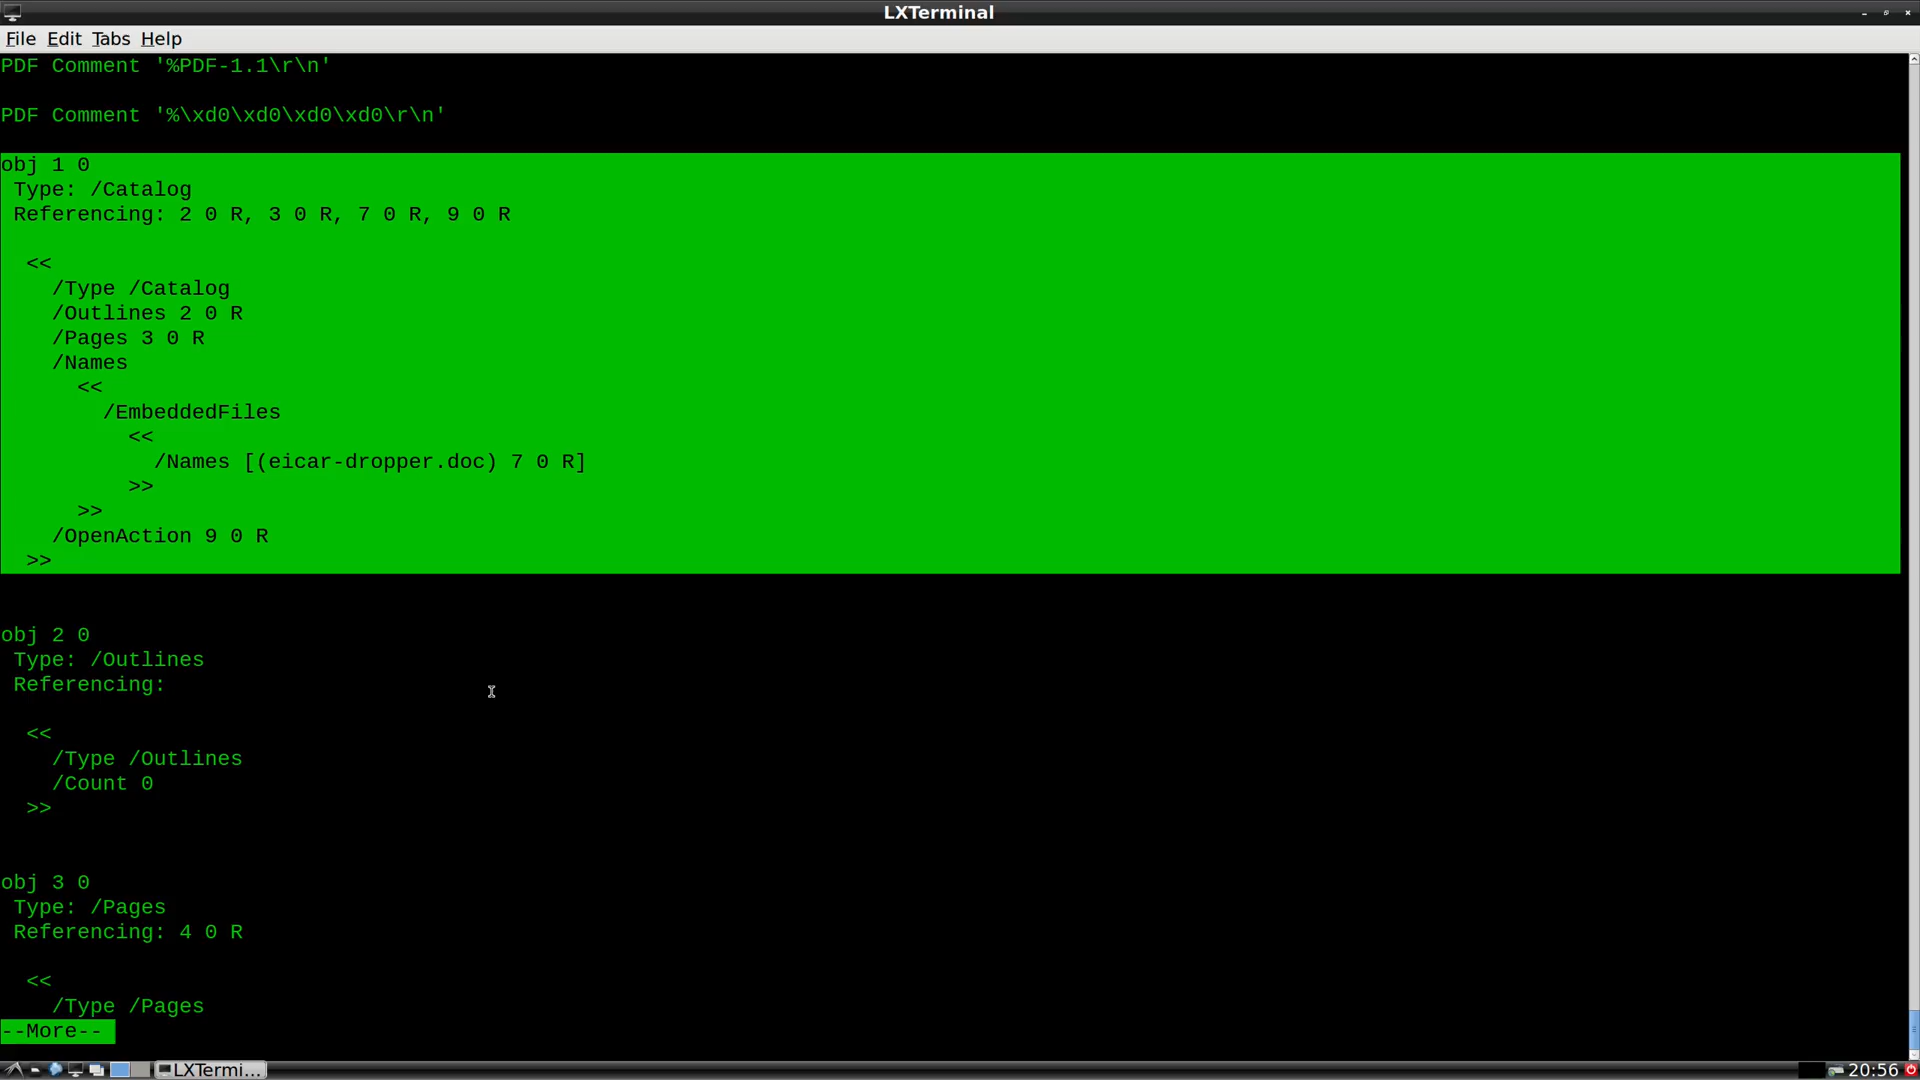 LXTerminal
File Edit Tabs Help
PDF Comment '%PDF-1.1\r\n'
PDF Comment '%\xd0\xd0\xd0\xd0\r\n'
obj 1 0
Type: /Catalog
Referencing: 2 0 R, 3 0 R, 7 0 R, 9 0 R
<<
/Type /Catalog
/Outlines 2 0 R
/Pages 3 0 R
/Names
<<
/EmbeddedFiles
<<
/Names [(eicar-dropper.doc) 7 0 R]
>>
>>
/OpenAction 9 0 R
>>
obj 2 0
Type: /Outlines
Referencing:
<<
/Type /Outlines
/Count 0
>>
obj 3 0
Type: /Pages
Referencing: 4 0 R
<<
/Type /Pages
--More--
LXTermi... 20:56